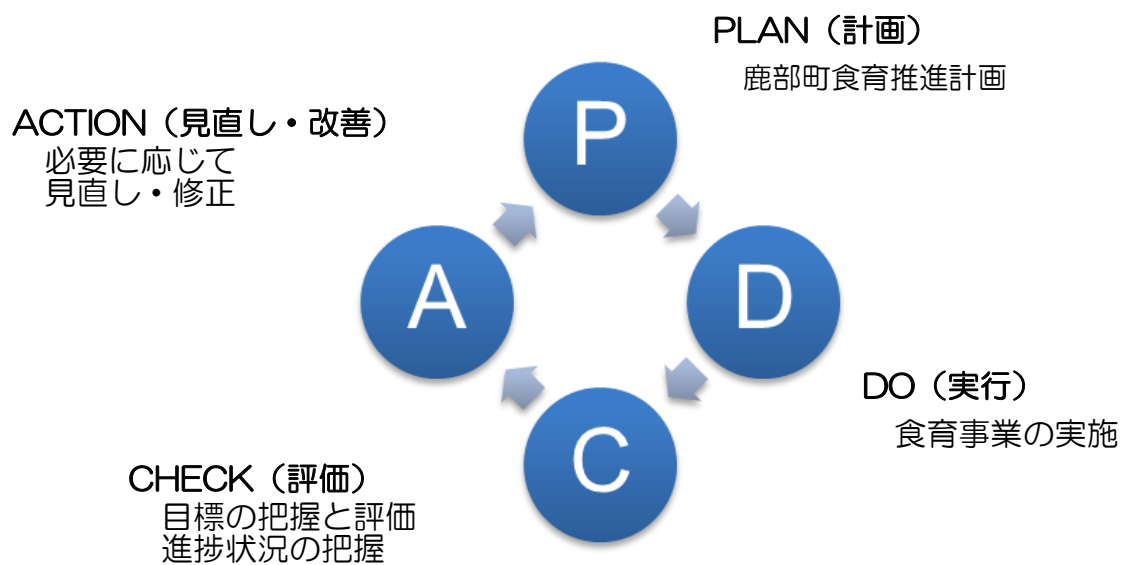 PLAN（計画）
鹿部町食育推進計画
P
ACTION（見直し・改善）
必要に応じて
見直し・修正
A
D
DO（実行）
食育事業の実施
C
CHECK（評価）
目標の把握と評価
進捗状況の把握